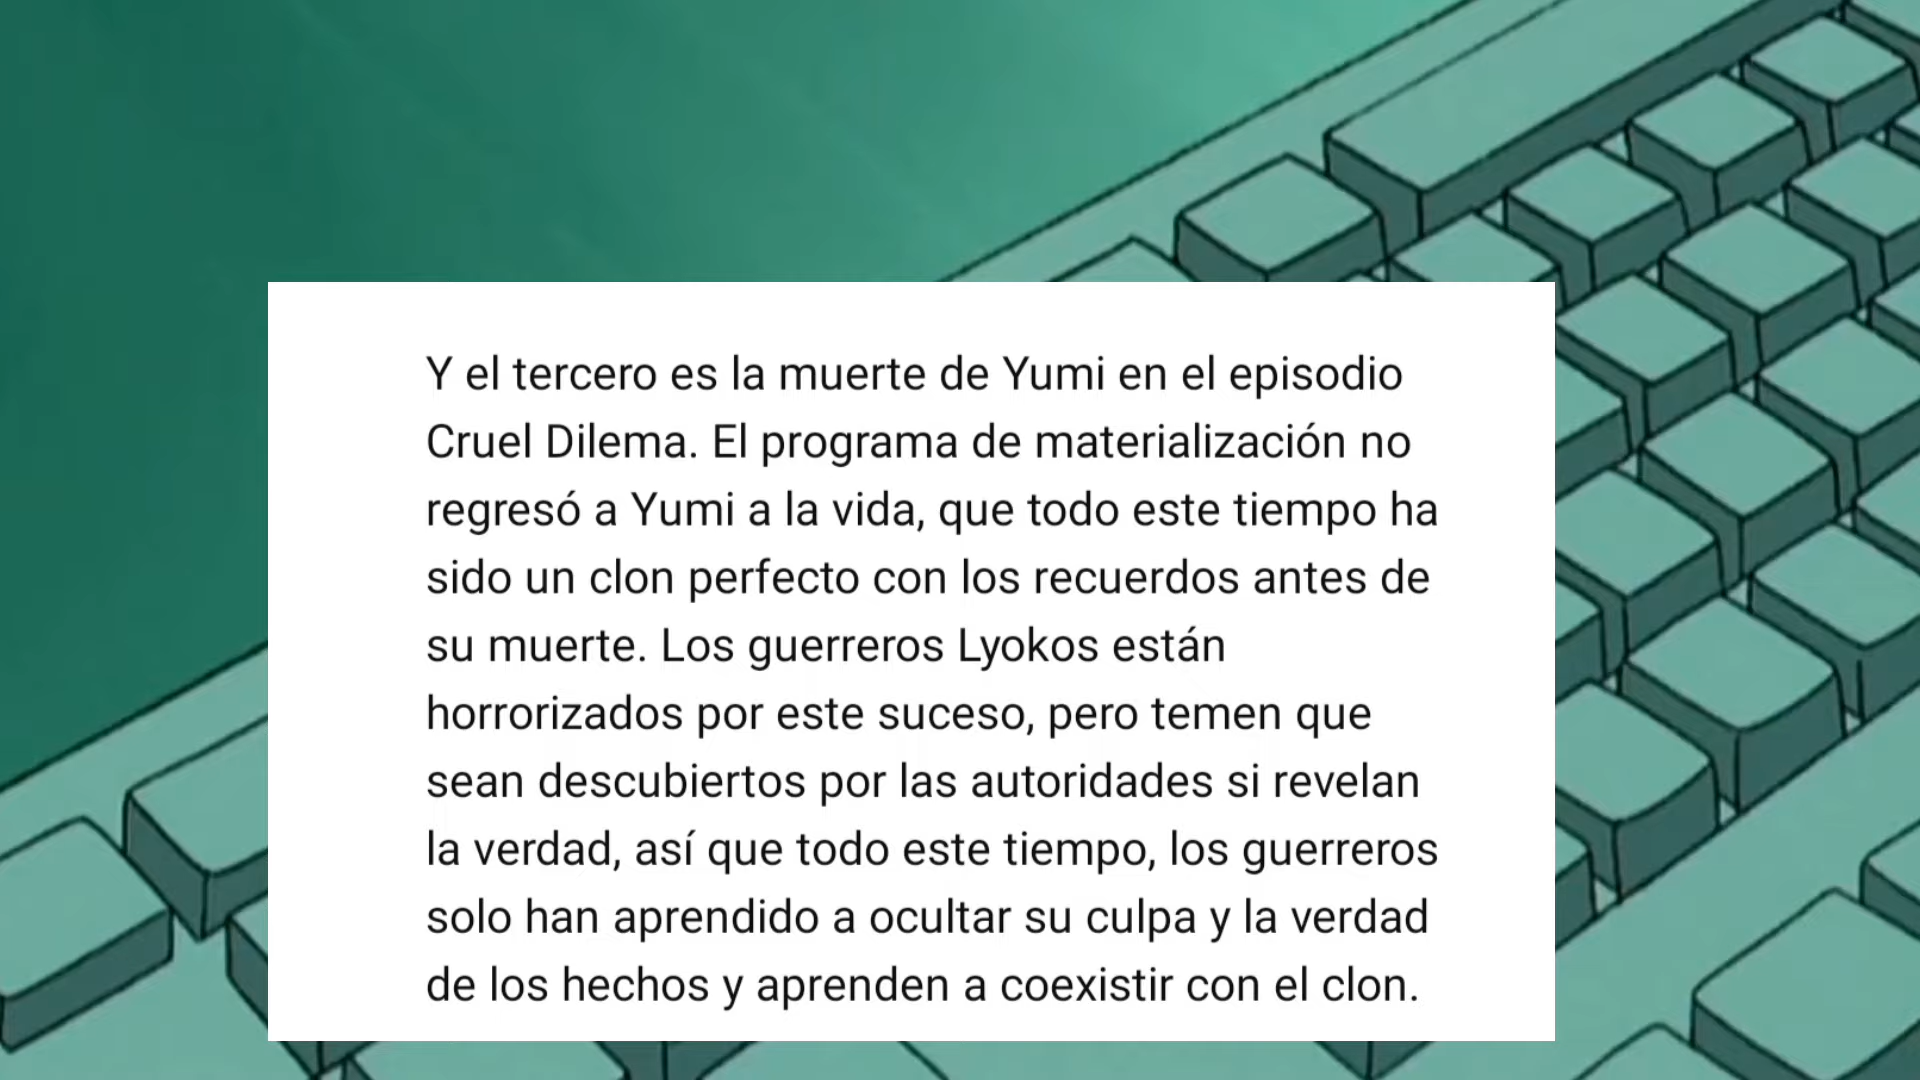 Y el tercero es la muerte de Yumi en el episodio
Cruel Dilema. El programa de materialización no
regresó a Yumi a la vida, que todo este tiempo ha
sido un clon perfecto con los recuerdos antes de
su muerte. Los guerreros Lyokos están
horrorizados por este suceso, pero temen que
sean descubiertos por las autoridades si revelan
la verdad, así que todo este tiempo, los guerreros
solo han aprendido a ocultar su culpa y la verdad
de los hechos y aprenden a coexistir con el clon.